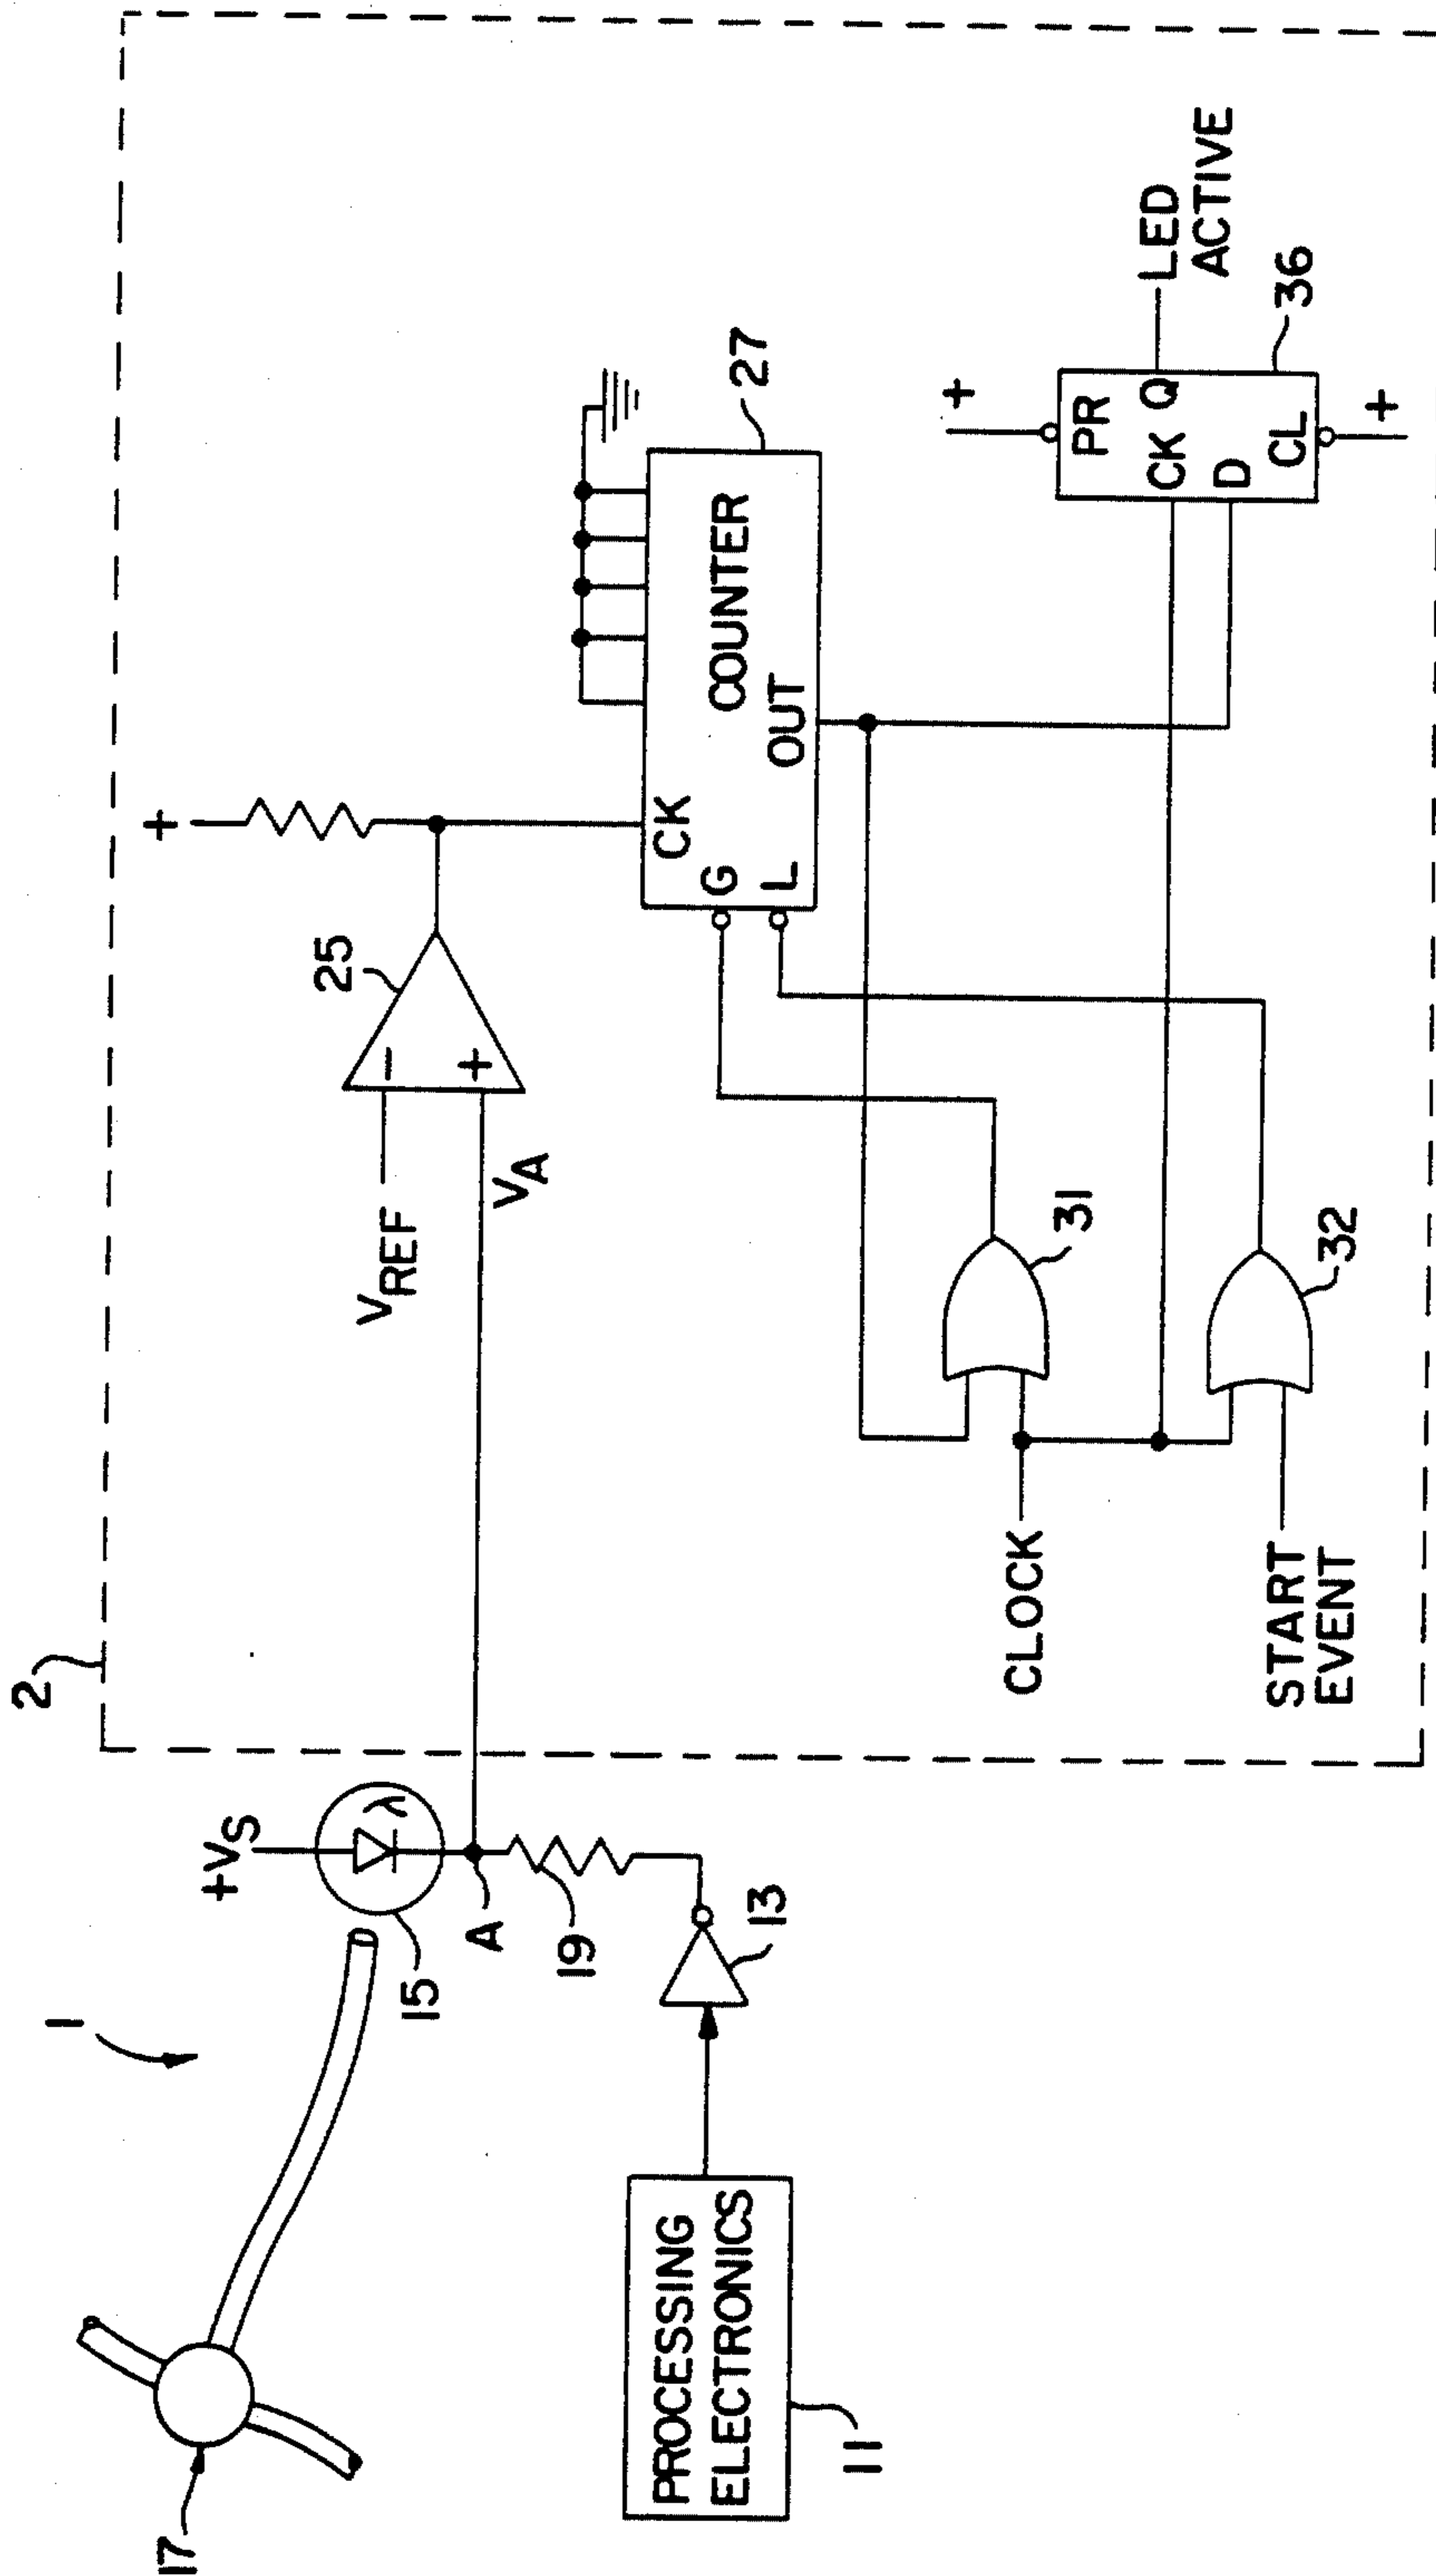 17
1
2
+VS
15
A
19
13
PROCESSING
ELECTRONICS
11
VREF
VA
−
+
25
+
CK
G
L
COUNTER
OUT
27
CLOCK
START
EVENT
31
32
+
PR
CK
Q
D
CL
+
36
LED
ACTIVE